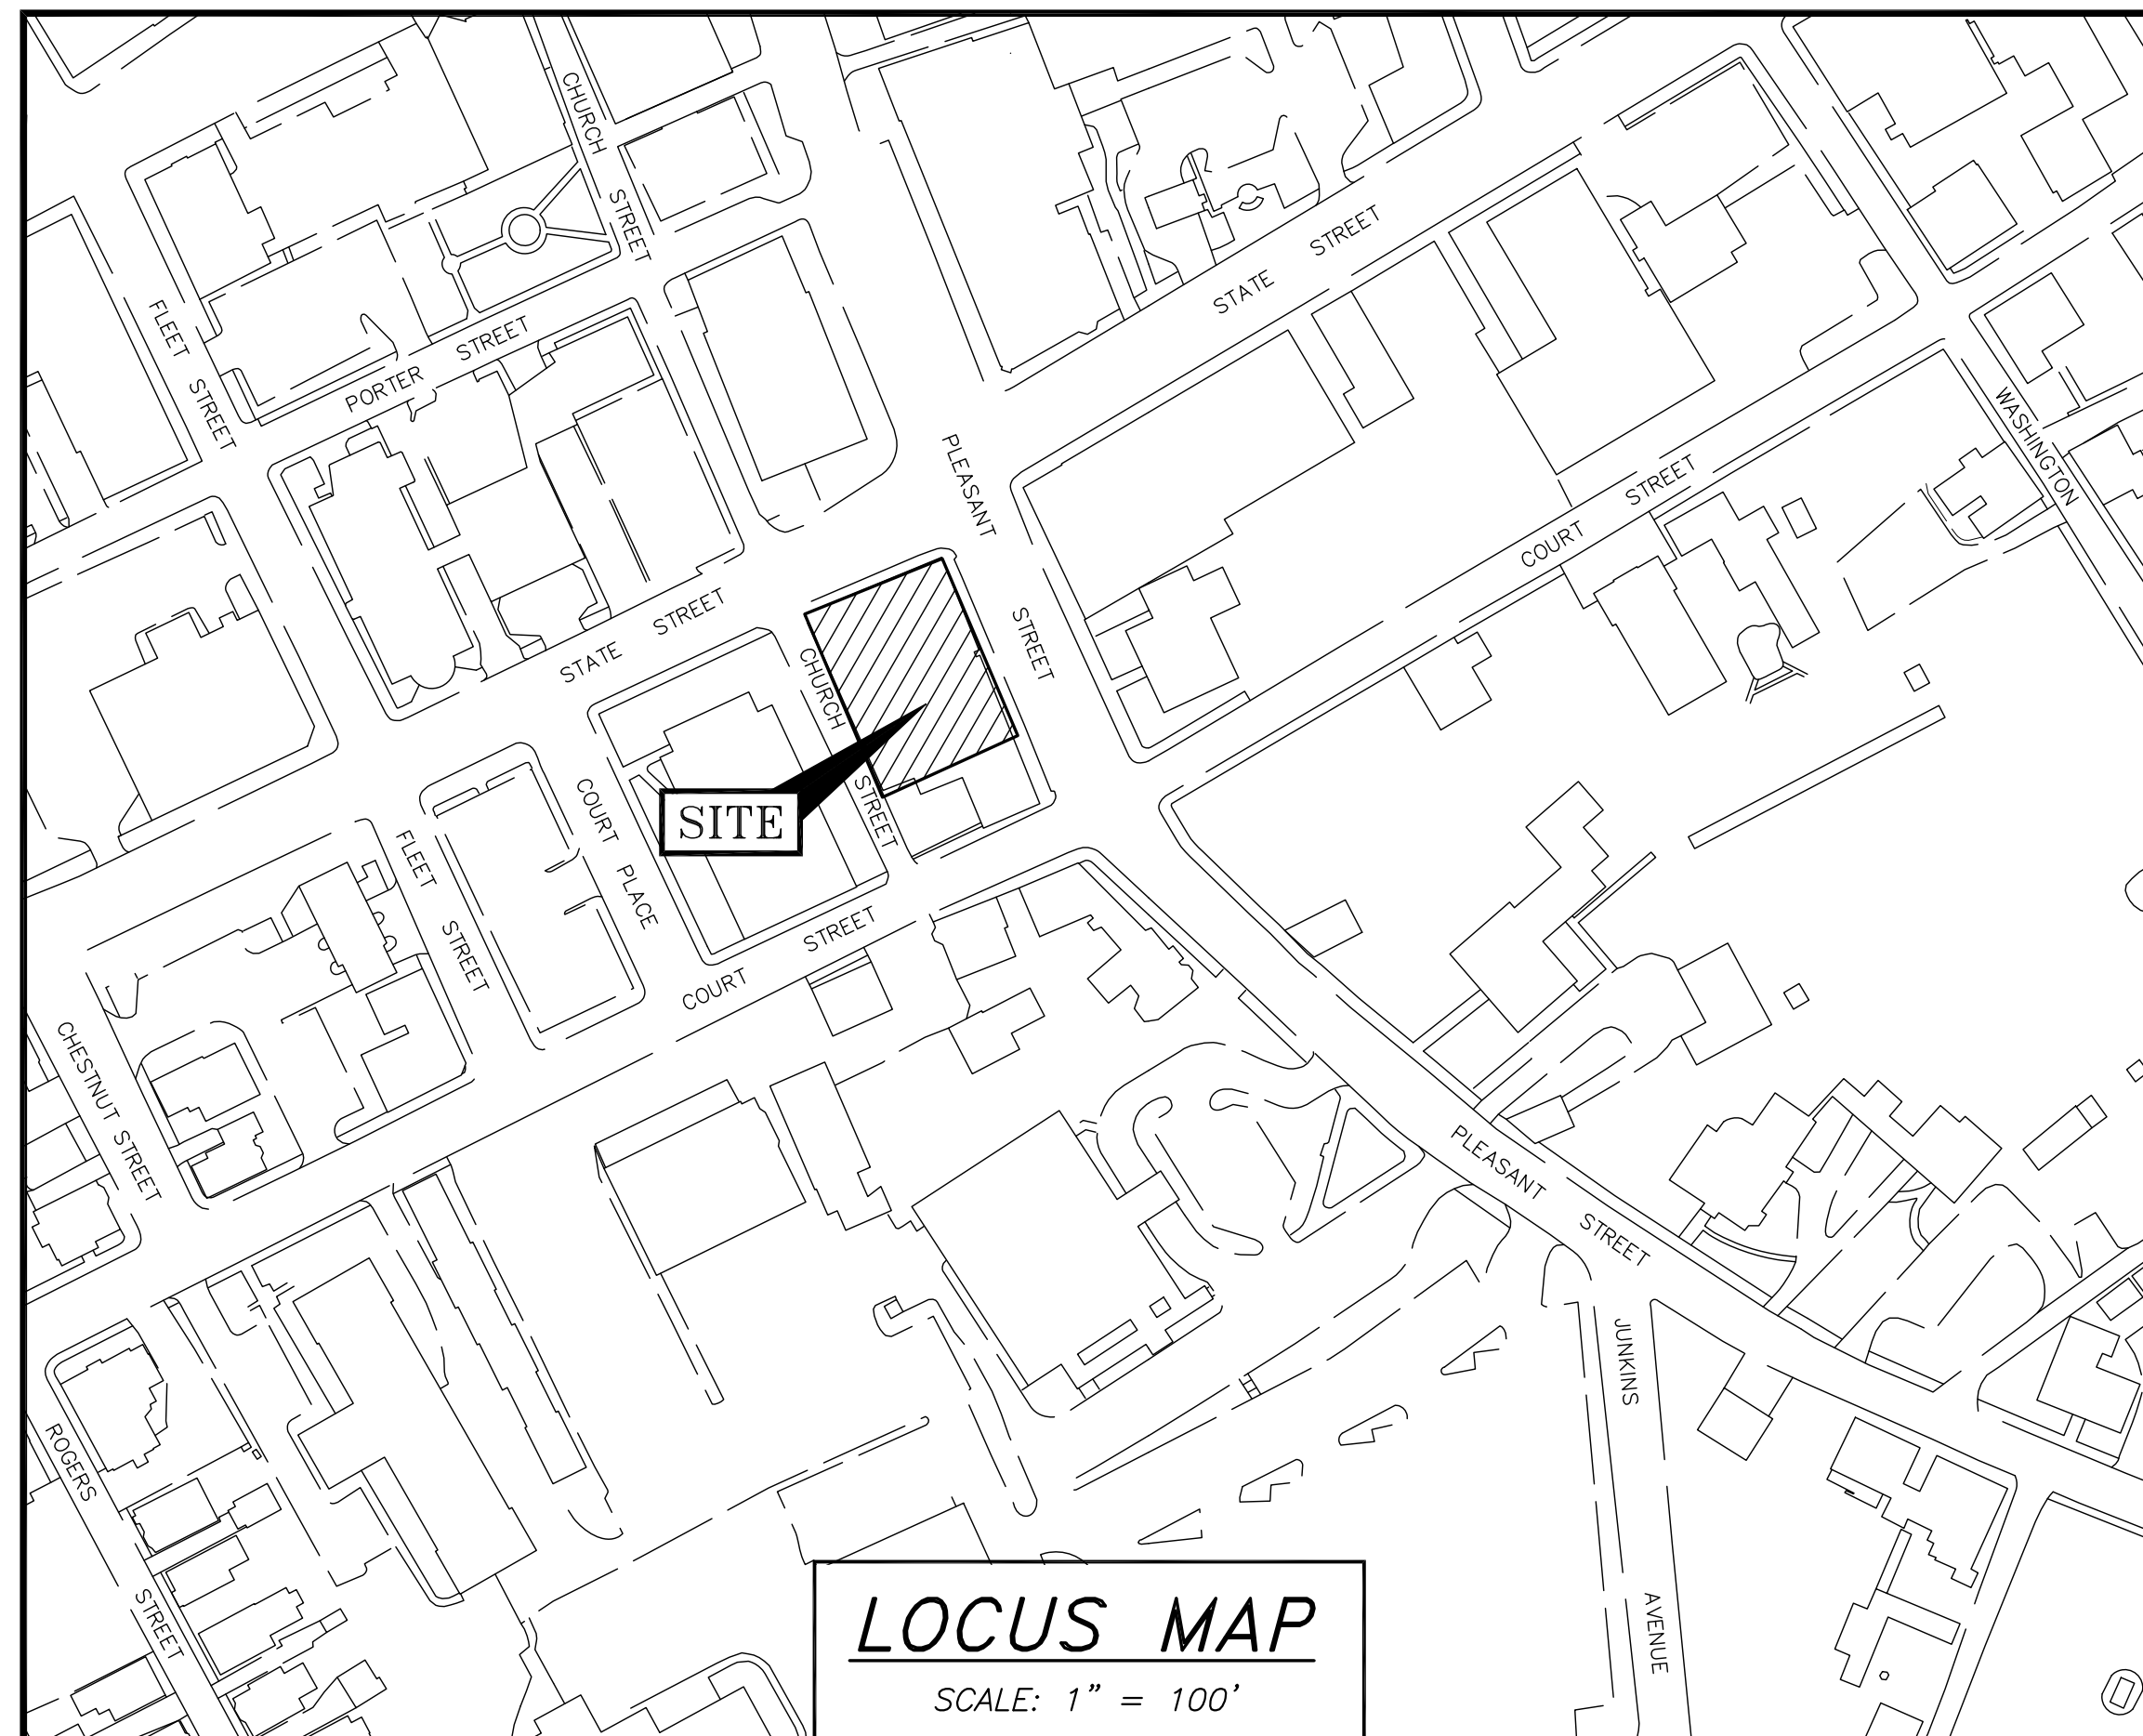 CHURCH
STREET
FLEET STREET
PORTER STREET
STATE STREET
PLEASANT
STREET
WASHINGTON
COURT STREET
STATE STREET
CHURCH
STREET
SITE
COURT PLACE
FLEET STREET
COURT STREET
CHESTNUT STREET
PLEASANT
STREET
JUNKINS
AVENUE
ROGERS
STREET
LOCUS MAP
SCALE: 1" = 100'